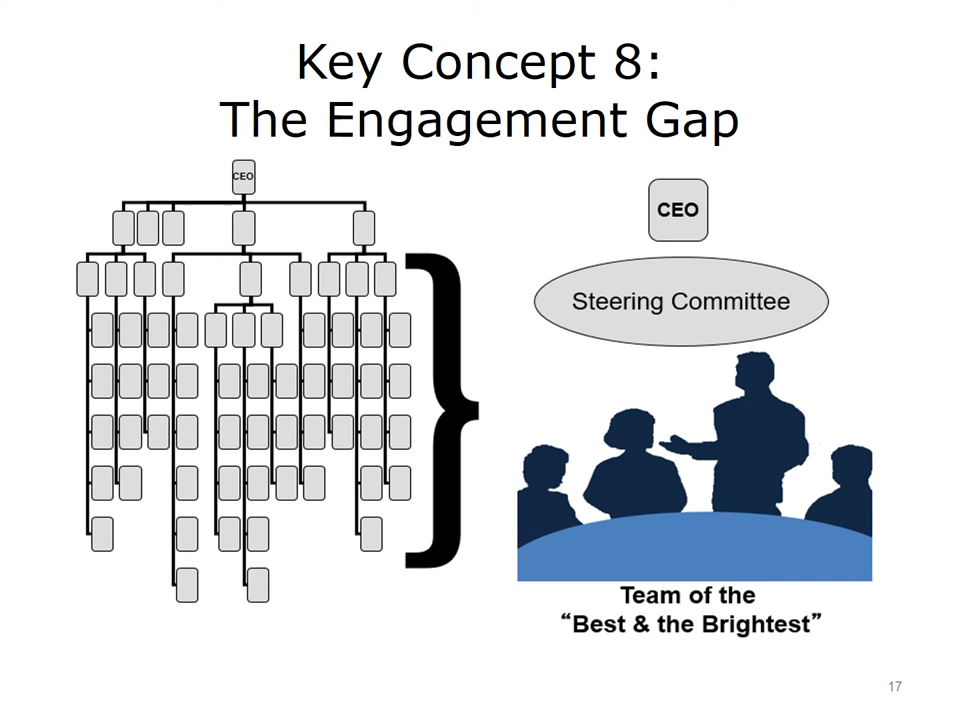 Key Concept 8:
The Engagement Gap
CEO
CEO
Steering Committee
Team of the
“Best & the Brightest”
17